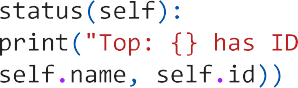 status(self):
print("Top: {} has ID
self.name, self.id))